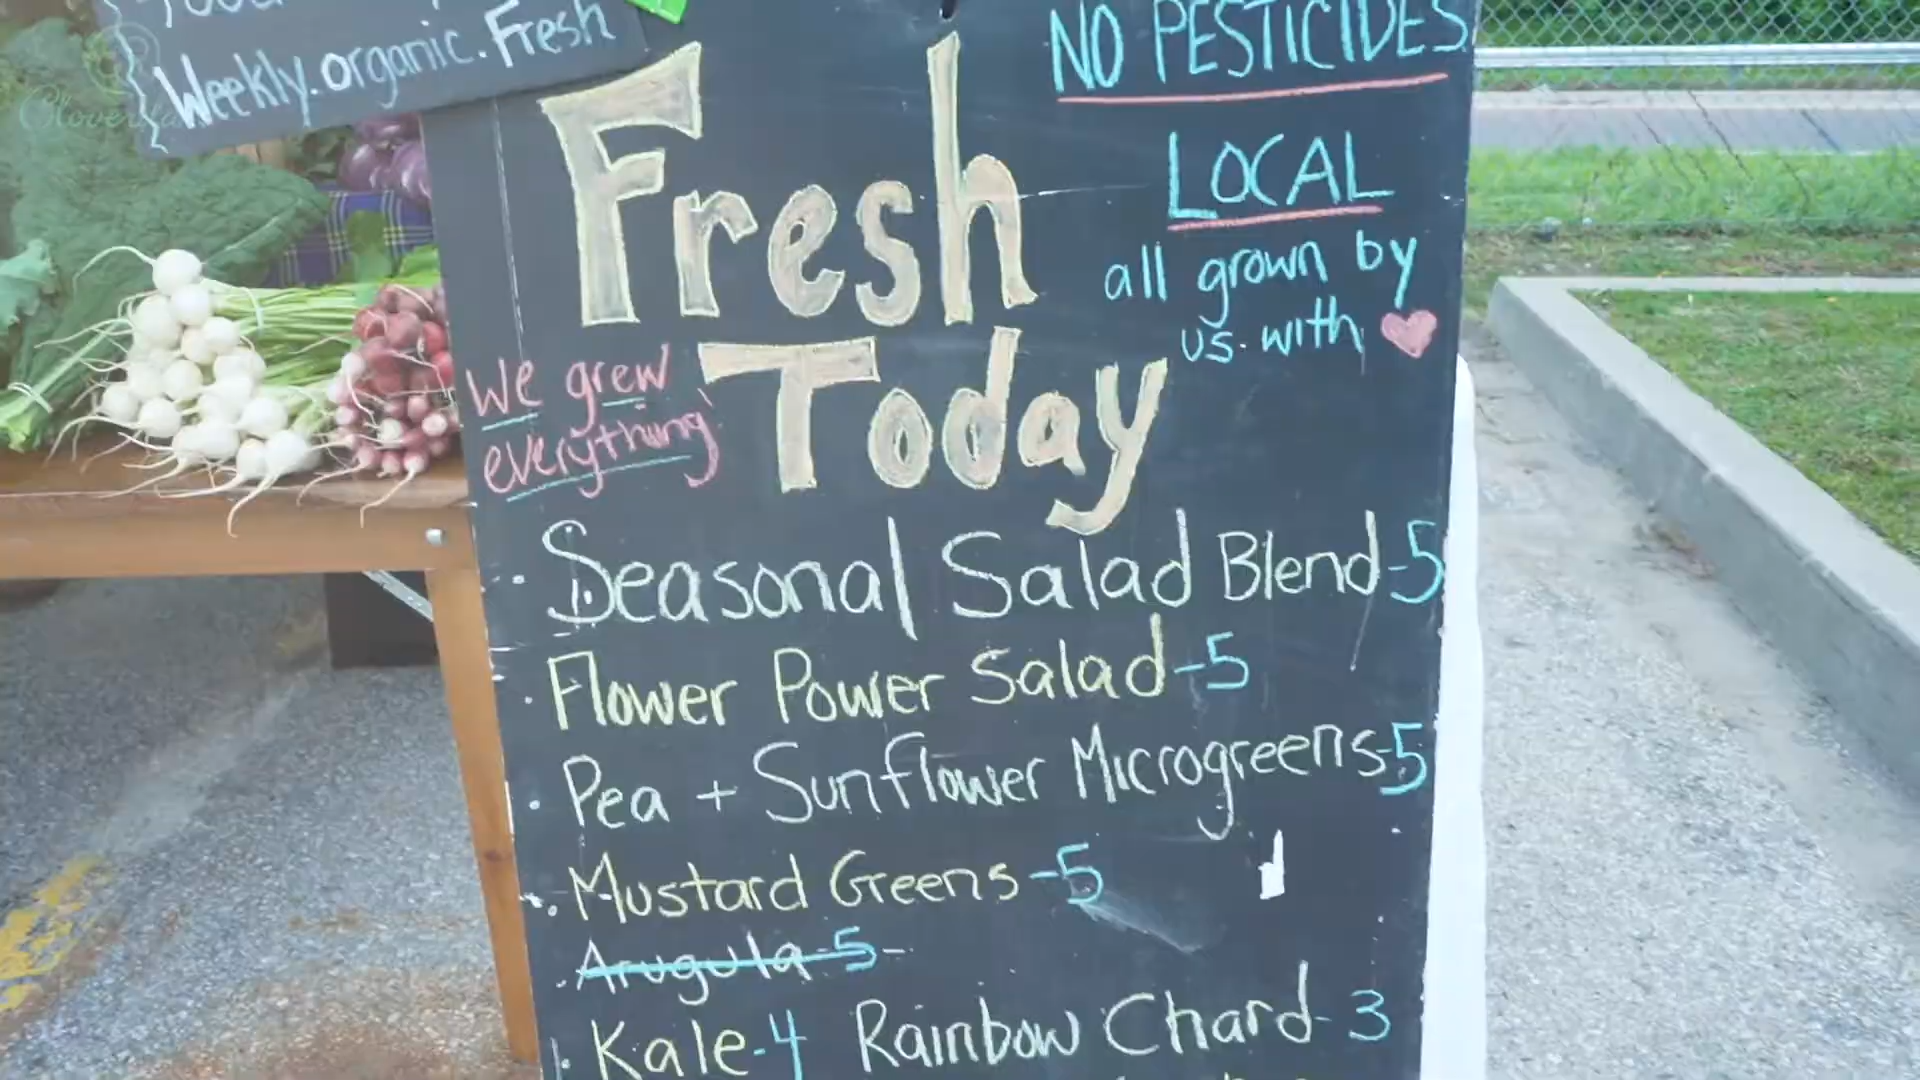 Weekly.organic.Fresh
NO PESTICIDES
Fresh
Today
LOCAL
all grown by
us. with
We grew
everything!
Seasonal Salad Blend-5
Flower Power Salad-5
Pea + Sunflower Microgreens-5
Mustard Greens-5
Arugula-5-
Kale-4 Rainbow Chard-3